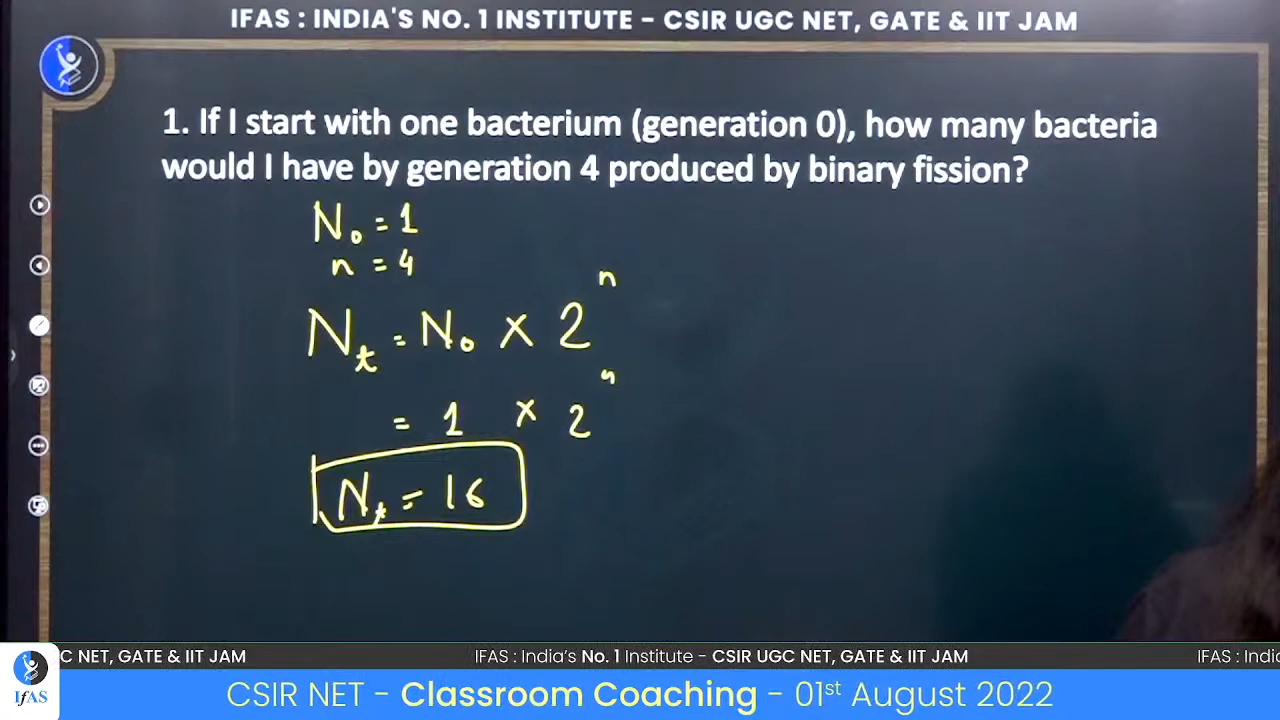 IFAS : INDIA'S NO. 1 INSTITUTE - CSIR UGC NET, GATE & IIT JAM
1. If I start with one bacterium (generation 0), how many bacteria
would I have by generation 4 produced by binary fission?
N₀ = 1
n = 4
Nₜ = N₀ × 2ⁿ
= 1 × 2⁴
Nₜ = 16
C NET, GATE & IIT JAM IFAS : India's No. 1 Institute - CSIR UGC NET, GATE & IIT JAM IFAS : Indi
IfAS
CSIR NET - Classroom Coaching - 01st August 2022